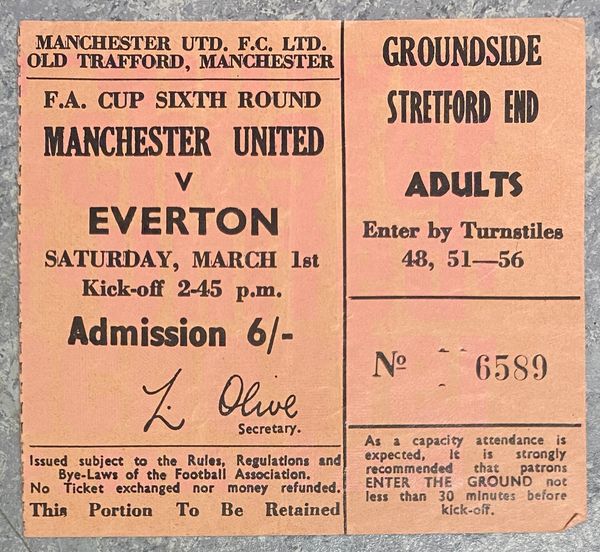 MANCHESTER UTD. F.C. LTD.
OLD TRAFFORD, MANCHESTER
F.A. CUP SIXTH ROUND
MANCHESTER UNITED
V
EVERTON
SATURDAY, MARCH 1st
Kick-off 2-45 p.m.
Admission 6/-
L. Olive
Secretary.
Issued subject to the Rules, Regulations and
Bye-Laws of the Football Association.
No Ticket exchanged nor money refunded.
This Portion To Be Retained
GROUNDSIDE
STRETFORD END
ADULTS
Enter by Turnstiles
48, 51—56
Nº 6589
As a capacity attendance is
expected, it is strongly
recommended that patrons
ENTER THE GROUND not
less than 30 minutes before
kick-off.